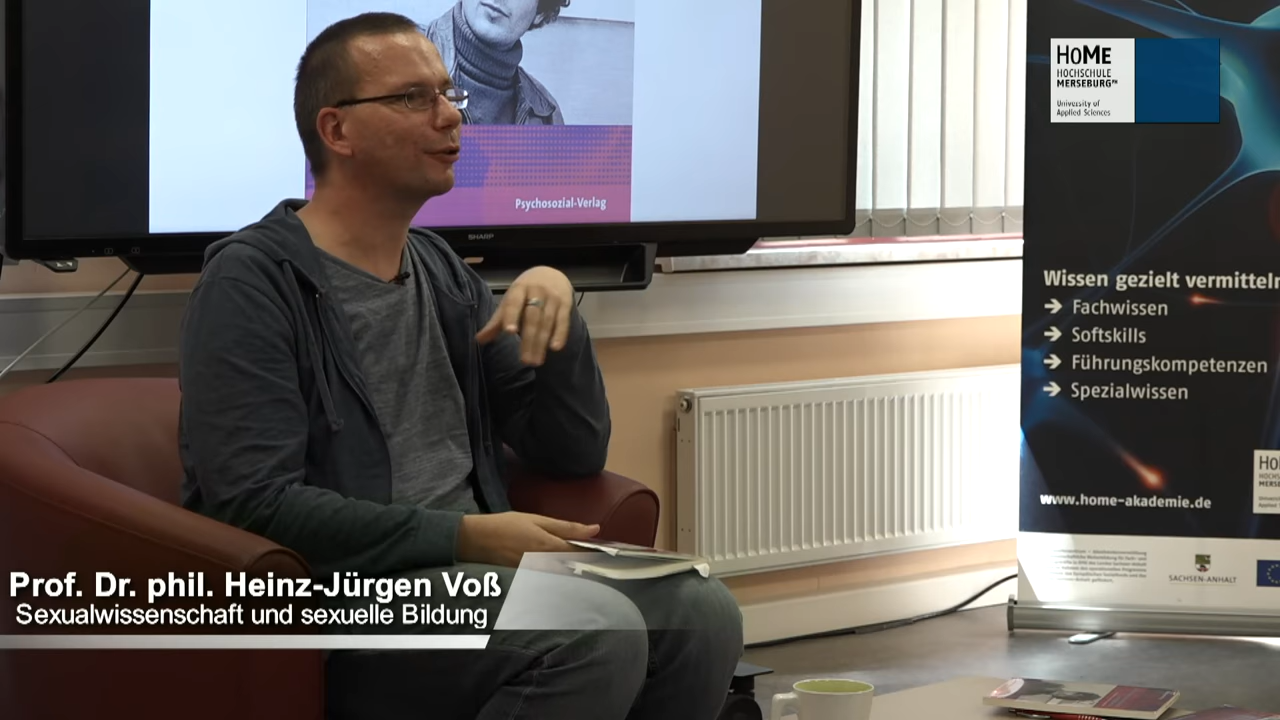 HOME
HOCHSCHULE
MERSEBURG
University of
Applied Sciences
Psychosozial-Verlag
SHARP
Wissen gezielt vermitteln
→ Fachwissen
→ Softskills
→ Führungskompetenzen
→ Spezialwissen
www.home-akademie.de
SACHSEN-ANHALT
Prof. Dr. phil. Heinz-Jürgen Voß
Sexualwissenschaft und sexuelle Bildung